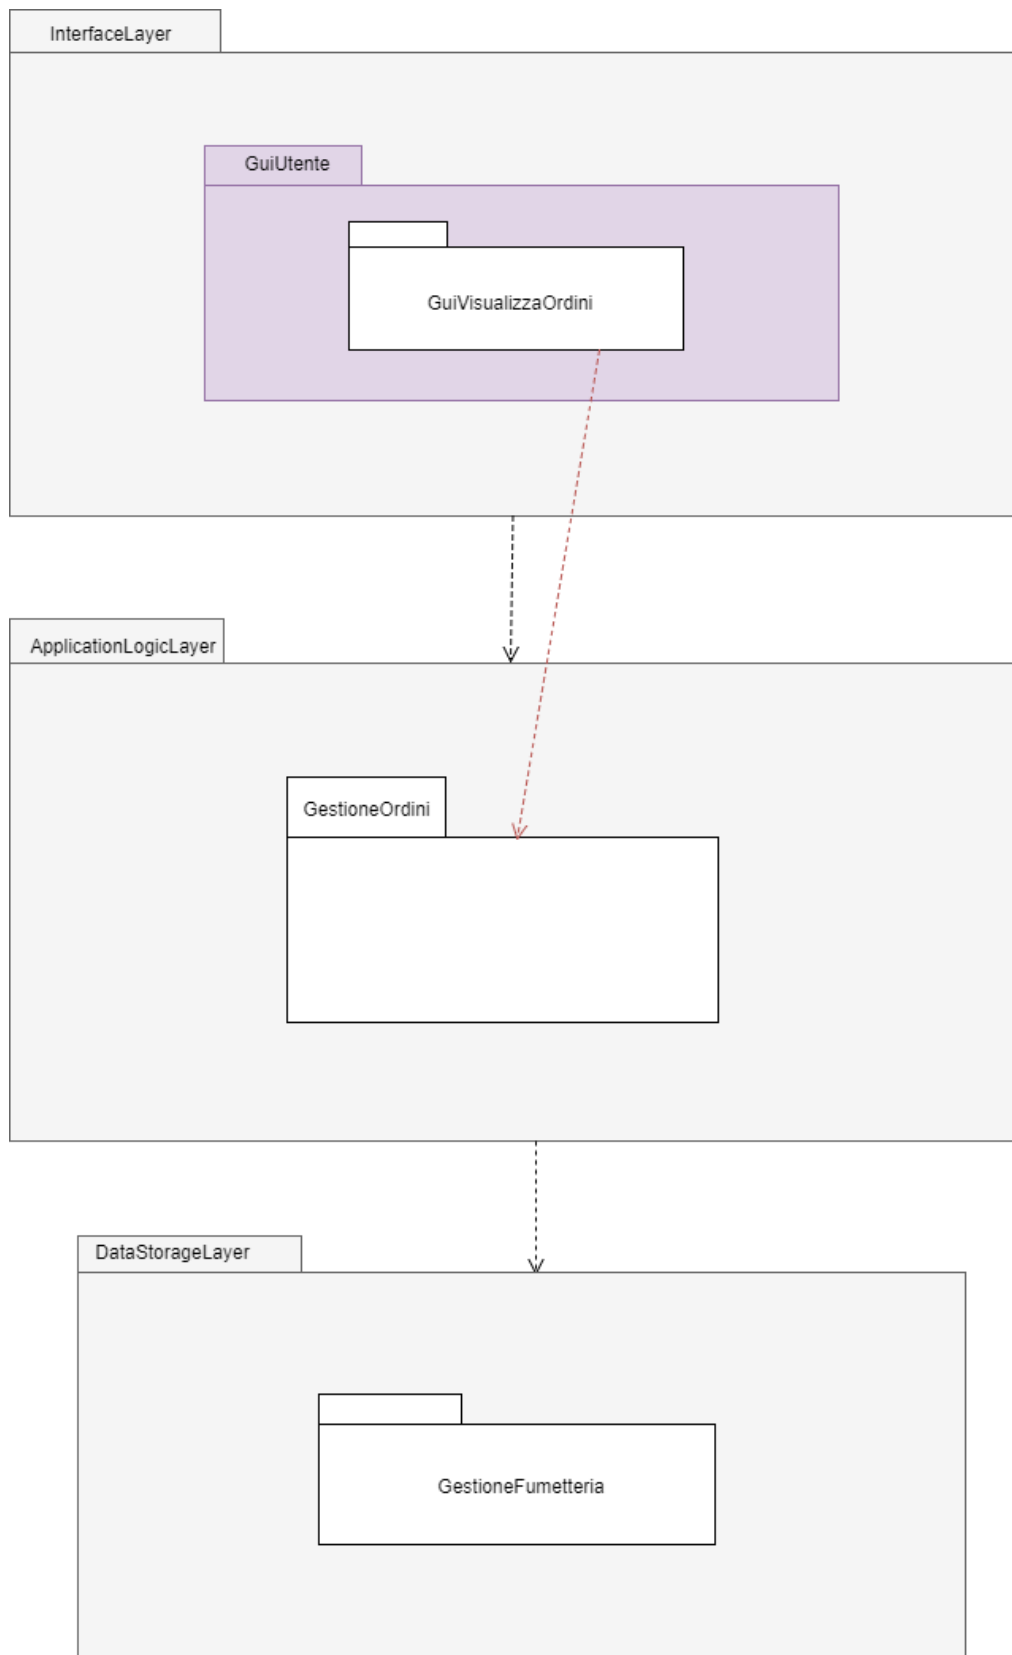 InterfaceLayer
GuiUtente
GuiVisualizzaOrdini
ApplicationLogicLayer
GestioneOrdini
DataStorageLayer
GestioneFumetteria